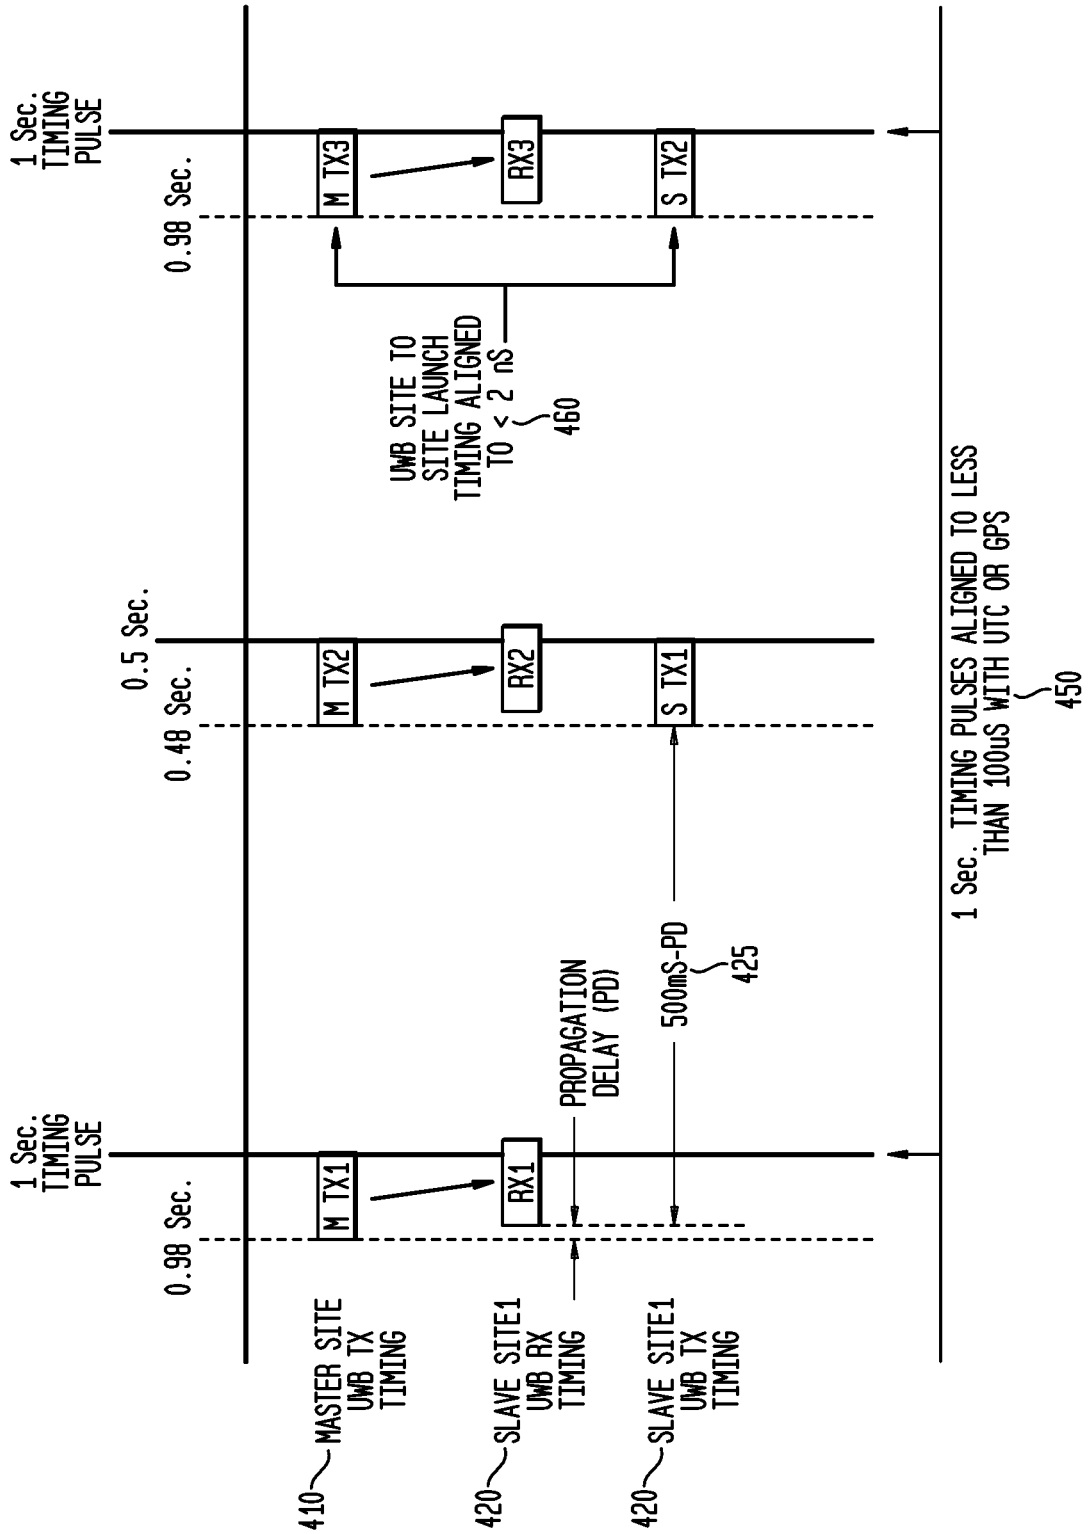 1 Sec.
TIMING
PULSE
0.98 Sec.
0.5 Sec.
0.48 Sec.
1 Sec.
TIMING
PULSE
0.98 Sec.
410
MASTER SITE
UWB TX
TIMING
M TX1
M TX2
M TX3
UWB SITE TO
SITE LAUNCH
TIMING ALIGNED
TO < 2 nS
460
420
SLAVE SITE1
UWB RX
TIMING
RX1
RX2
RX3
PROPAGATION
DELAY (PD)
420
SLAVE SITE1
UWB TX
TIMING
500mS-PD
425
S TX1
S TX2
1 Sec. TIMING PULSES ALIGNED TO LESS
THAN 100uS WITH UTC OR GPS
450